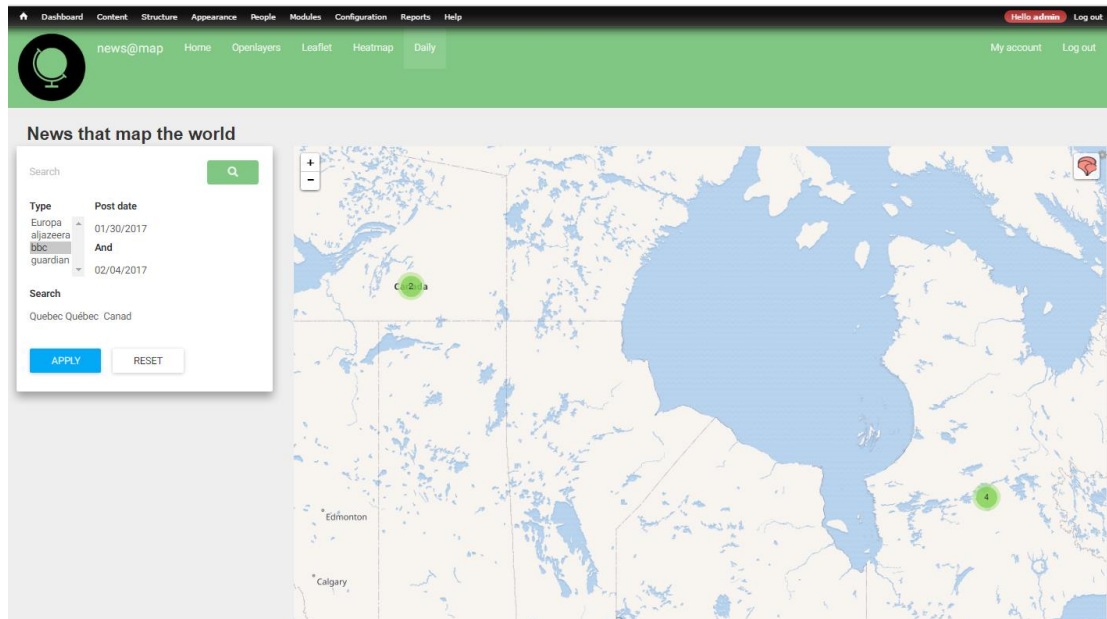 Dashboard Content Structure Appearance People Modules Configuration Reports Help Hello admin Log out
news@map Home Openlayers Leaflet Heatmap Daily My account Log out
News that map the world
Search
Type Post date
Europa
aljazeera
bbc
guardian
01/30/2017
And
02/04/2017
Search
Quebec Québec Canad
APPLY RESET
+
-
Canada
2
4
Edmonton
Calgary